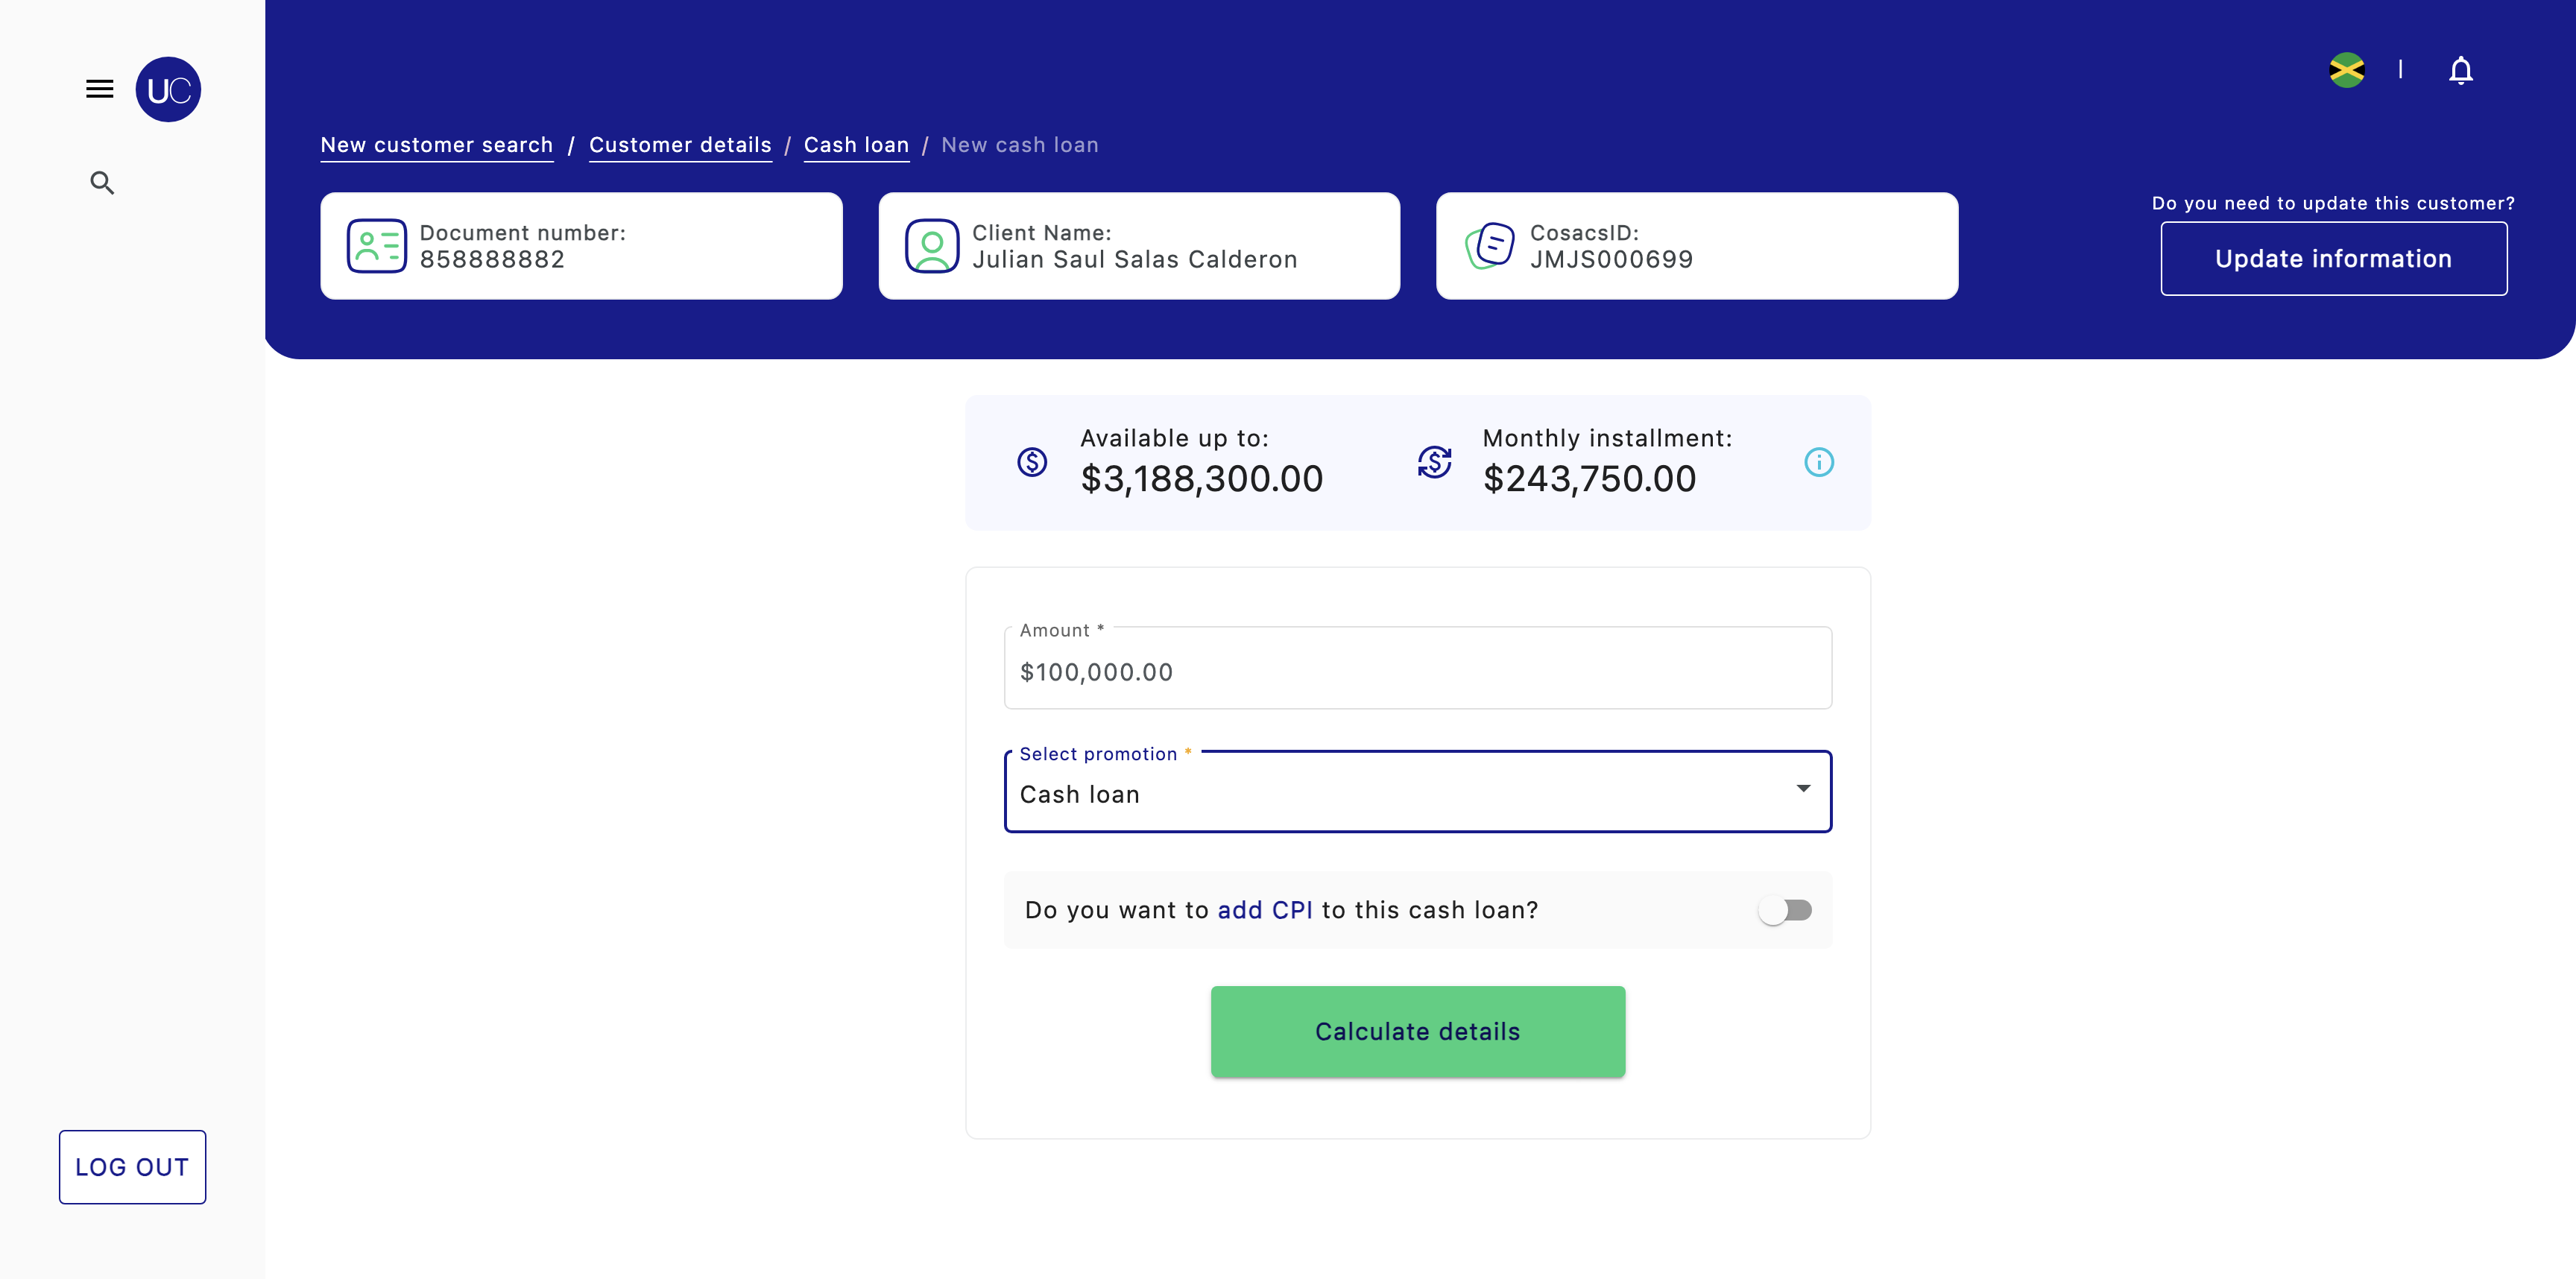 UC
New customer search / Customer details / Cash loan / New cash loan
Document number:
858888882
Client Name:
Julian Saul Salas Calderon
CosacsID:
JMJS000699
Do you need to update this customer?
Update information
Available up to:
$3,188,300.00
Monthly installment:
$243,750.00
Amount *
$100,000.00
Select promotion *
Cash loan
Do you want to add CPI to this cash loan?
Calculate details
LOG OUT